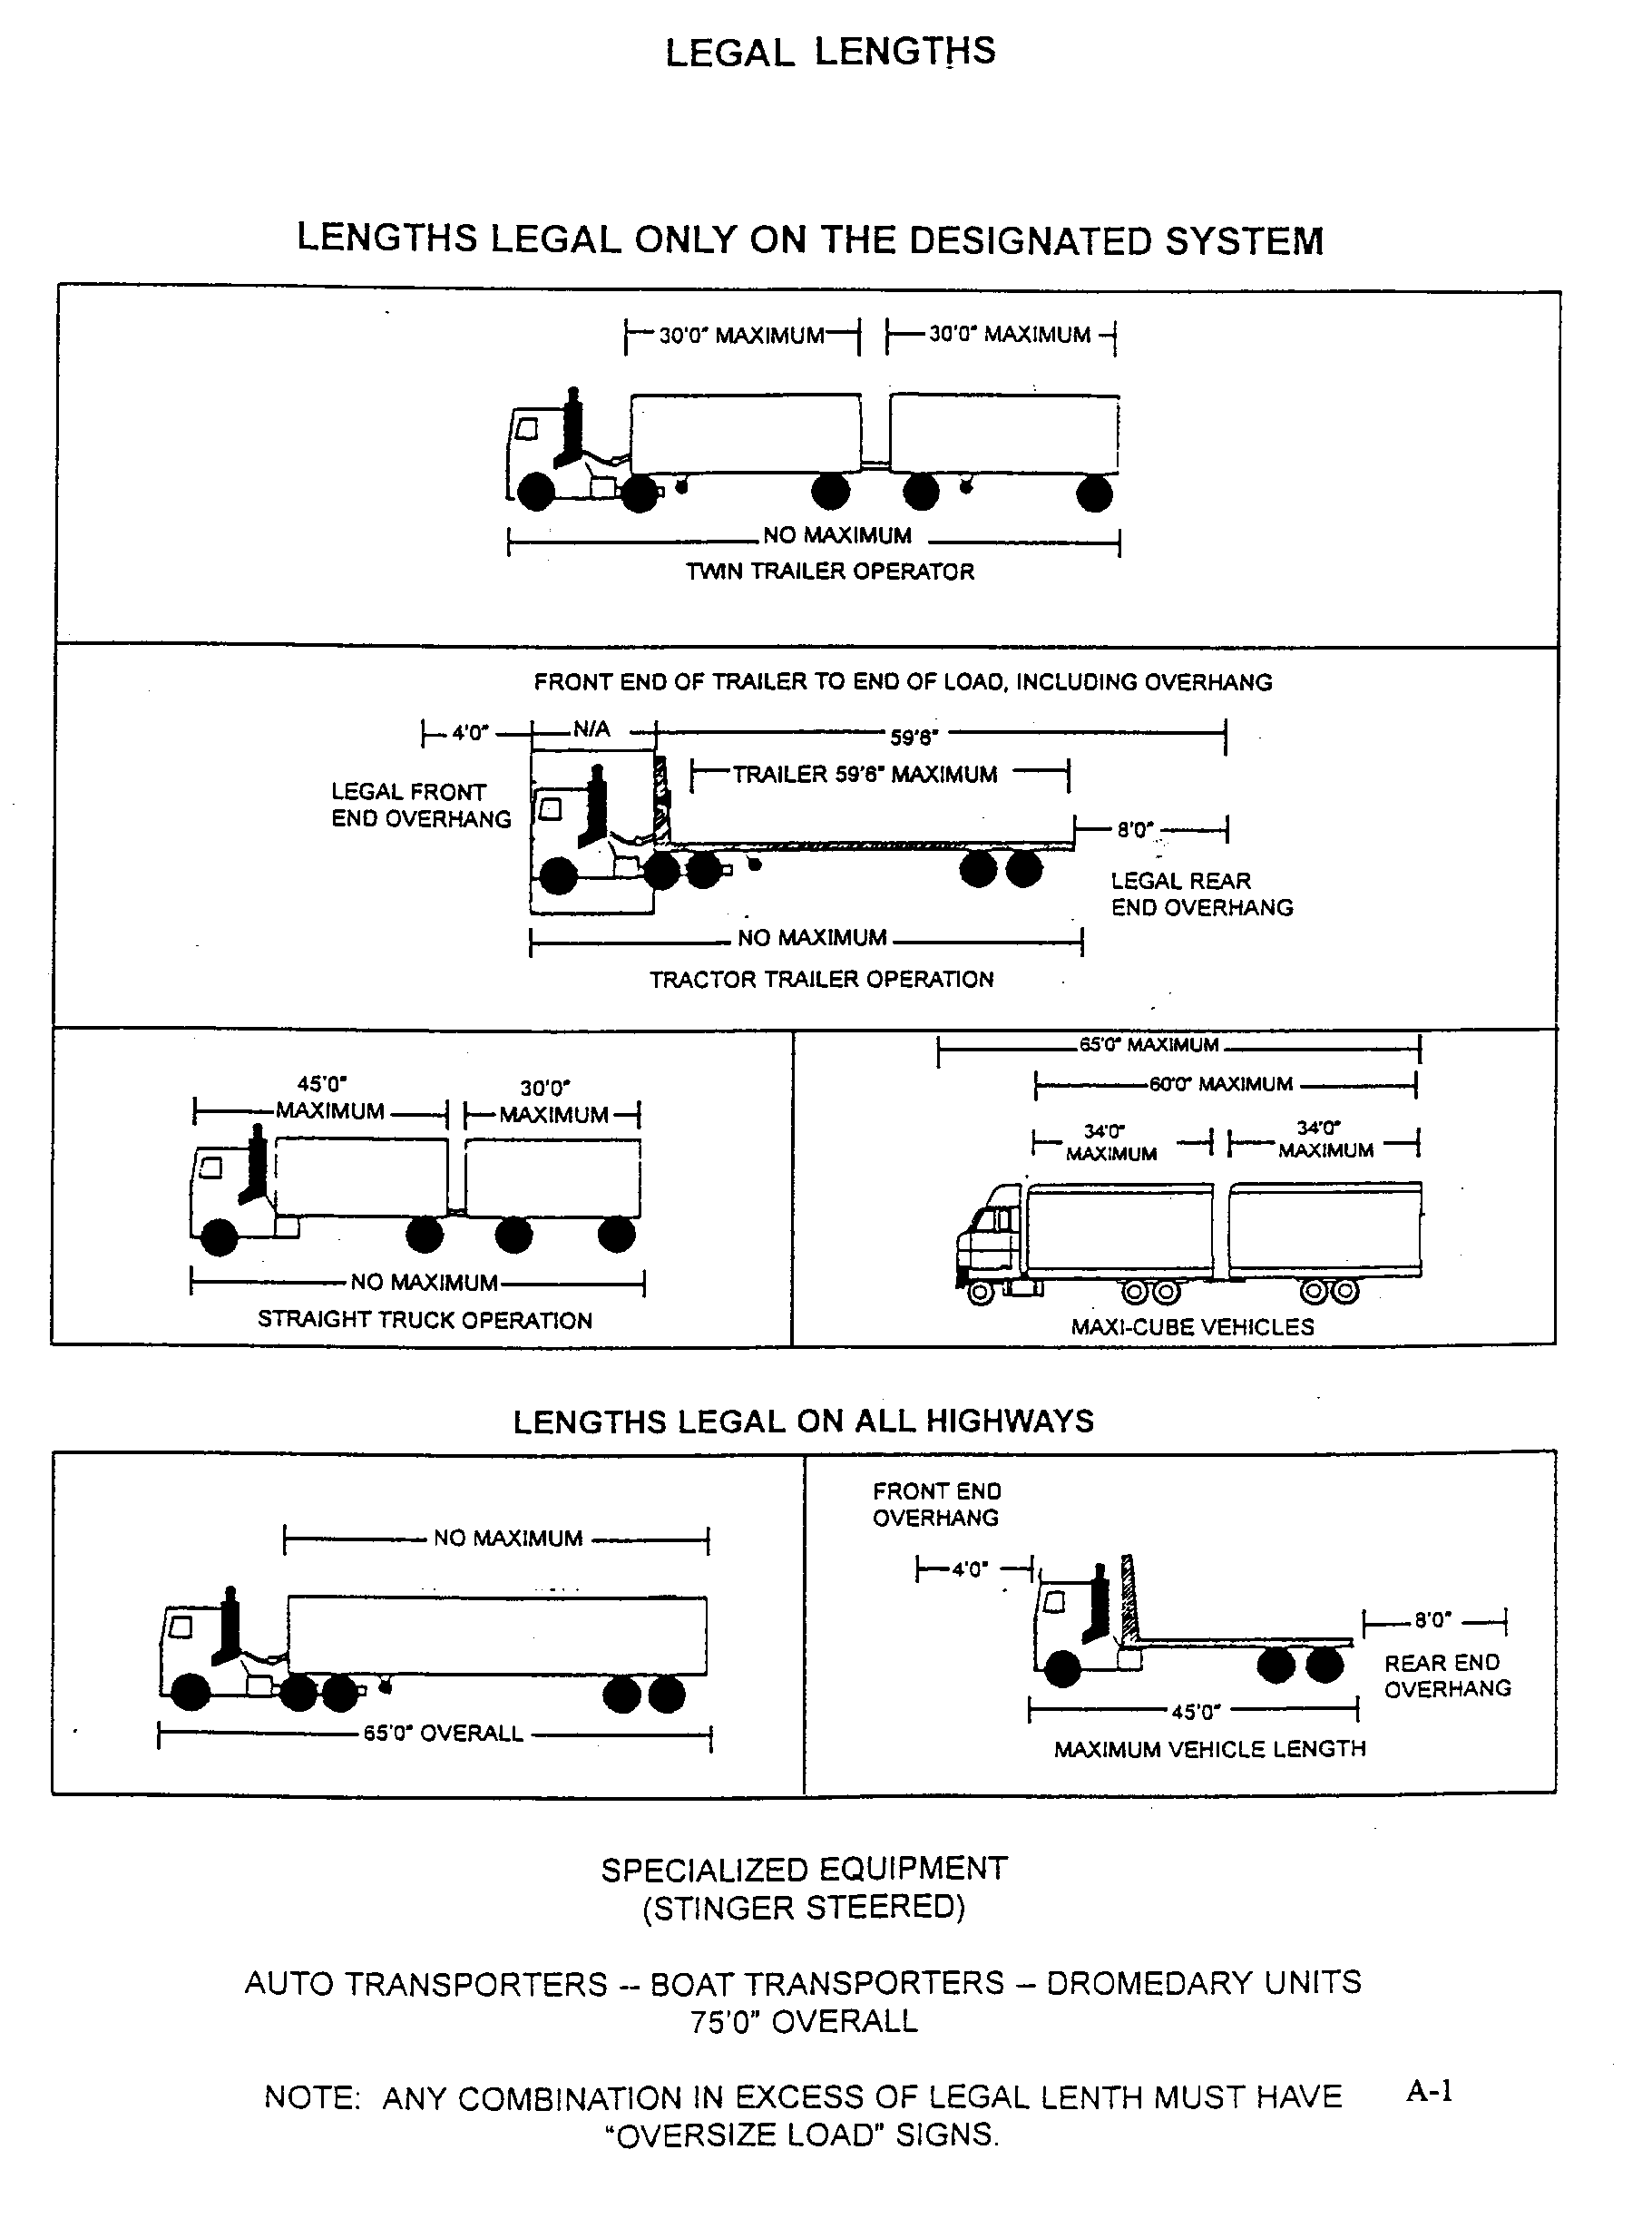 LEGAL LENGTHS
LENGTHS LEGAL ONLY ON THE DESIGNATED SYSTEM
30'0" MAXIMUM 30'0" MAXIMUM
NO MAXIMUM
TWIN TRAILER OPERATOR
FRONT END OF TRAILER TO END OF LOAD, INCLUDING OVERHANG
4'0" N/A 59'6"
TRAILER 59'6" MAXIMUM
LEGAL FRONT
END OVERHANG
8'0"
LEGAL REAR
END OVERHANG
NO MAXIMUM
TRACTOR TRAILER OPERATION
45'0"
MAXIMUM
30'0"
MAXIMUM
NO MAXIMUM
STRAIGHT TRUCK OPERATION
65'0" MAXIMUM
60'0" MAXIMUM
34'0"
MAXIMUM
34'0"
MAXIMUM
MAXI-CUBE VEHICLES
LENGTHS LEGAL ON ALL HIGHWAYS
NO MAXIMUM
65'0" OVERALL
FRONT END
OVERHANG
4'0"
8'0"
REAR END
OVERHANG
45'0"
MAXIMUM VEHICLE LENGTH
SPECIALIZED EQUIPMENT
(STINGER STEERED)
AUTO TRANSPORTERS -- BOAT TRANSPORTERS – DROMEDARY UNITS
75'0" OVERALL
NOTE: ANY COMBINATION IN EXCESS OF LEGAL LENTH MUST HAVE A-1
"OVERSIZE LOAD" SIGNS.